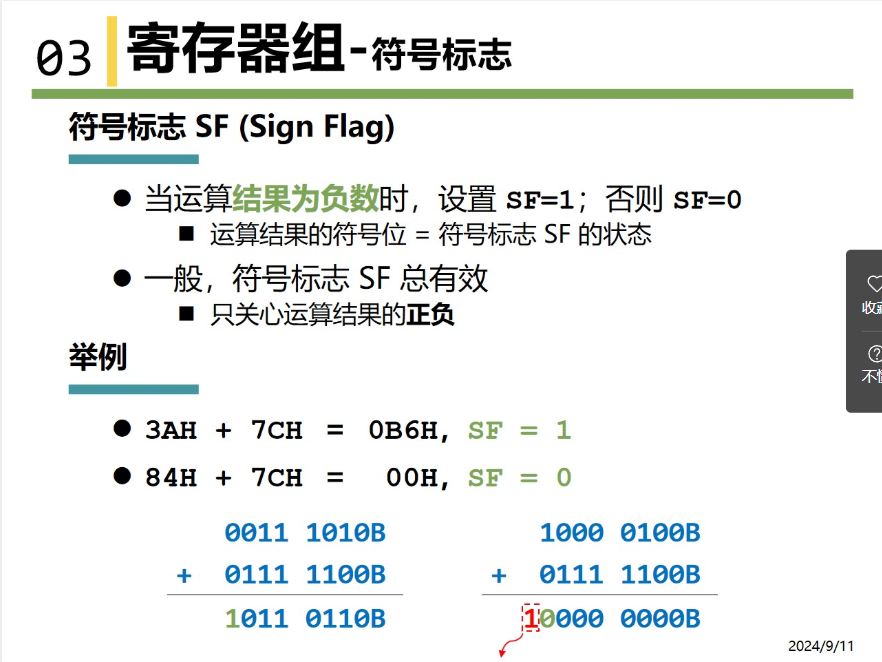 03 寄存器组-符号标志
符号标志 SF (Sign Flag)
● 当运算结果为负数时，设置 SF=1；否则 SF=0
■ 运算结果的符号位 = 符号标志 SF 的状态
● 一般，符号标志 SF 总有效
■ 只关心运算结果的正负
举例
● 3AH + 7CH = 0B6H, SF = 1
● 84H + 7CH = 00H, SF = 0
0011 1010B
+ 0111 1100B
1011 0110B
1000 0100B
+ 0111 1100B
10000 0000B
2024/9/11
收
不